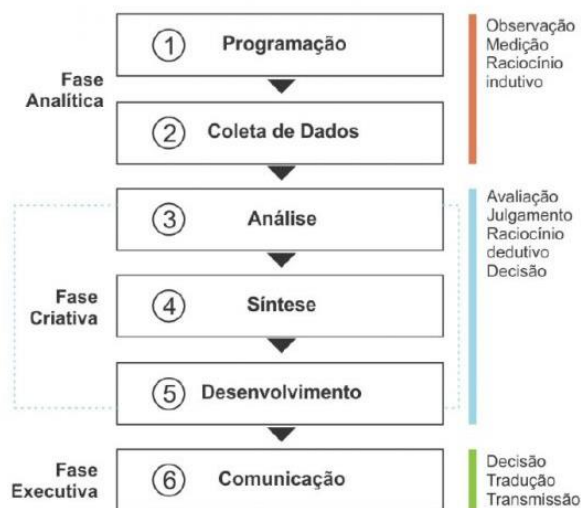 Fase
Analítica
1 Programação
Observação
Medição
Raciocínio
indutivo
2 Coleta de Dados
Fase
Criativa
3 Análise
Avaliação
Julgamento
Raciocínio
dedutivo
Decisão
4 Síntese
5 Desenvolvimento
Fase
Executiva
6 Comunicação
Decisão
Tradução
Transmissão